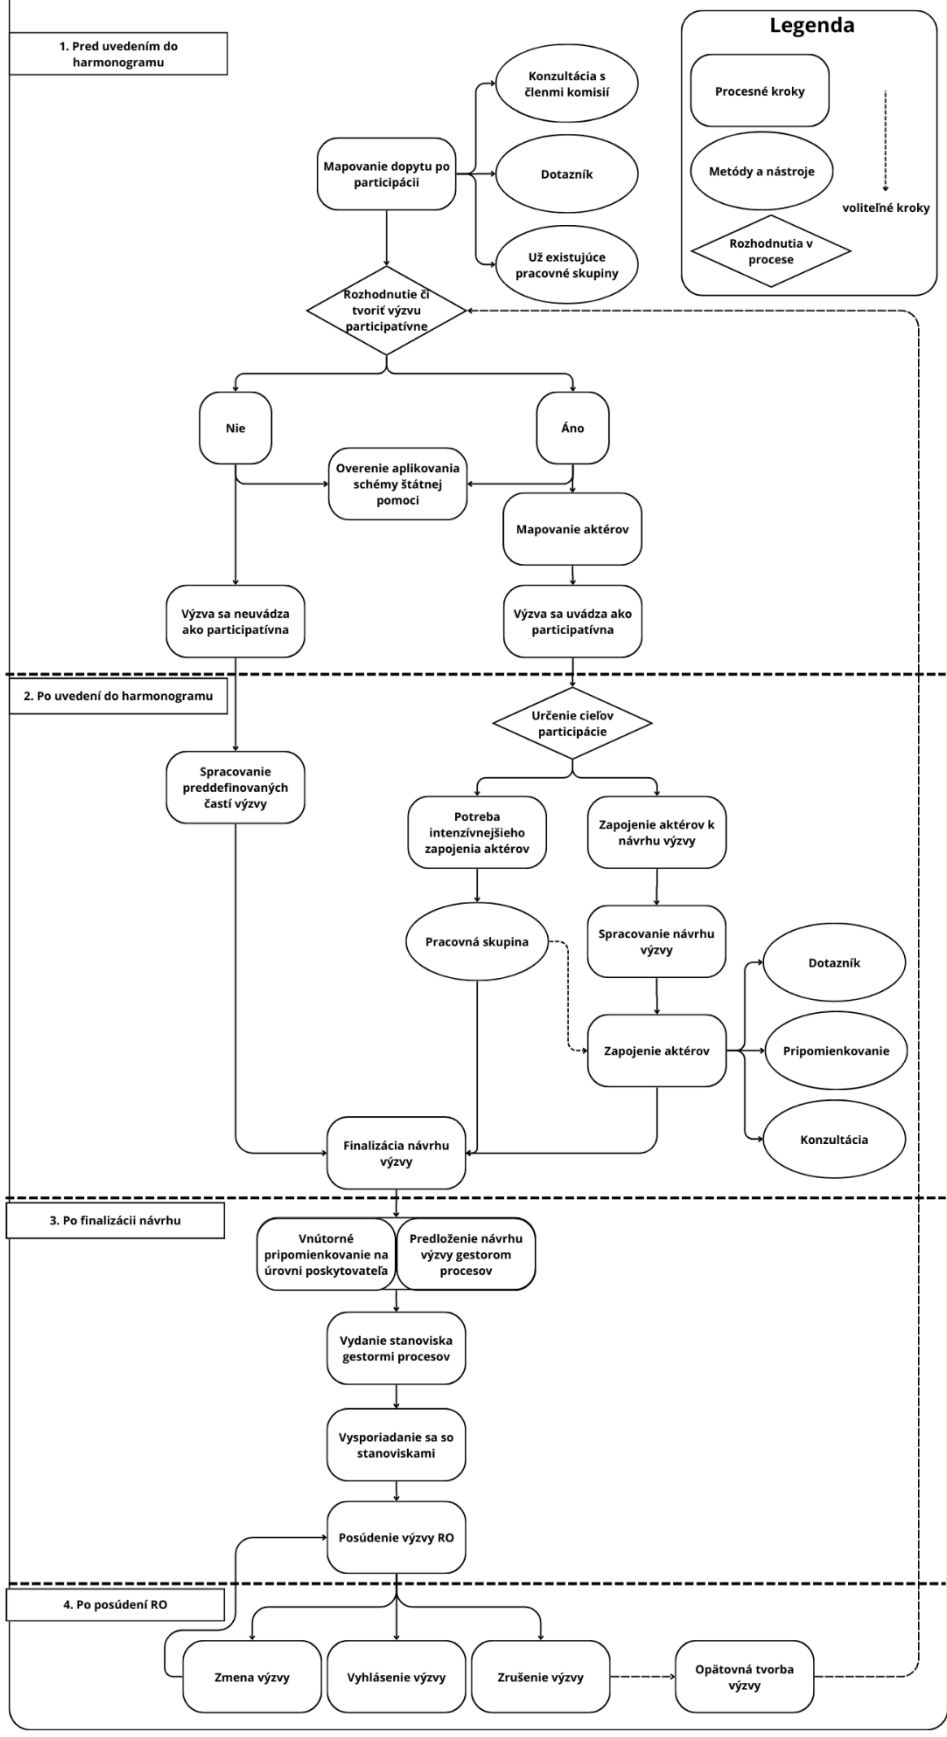 Legenda
1. Pred uvedením do
harmonogramu
Konzultácia s
členmi komisií
Procesné kroky
Mapovanie dopytu po
participácii
Dotazník
Metódy a nástroje
voliteľné kroky
Už existujúce
pracovné skupiny
Rozhodnutia v
procese
Rozhodnutie či
tvoriť výzvu
participatívne
Nie
Áno
Overenie aplikovania
schémy štátnej
pomoci
Mapovanie aktérov
Výzva sa neuvádza
ako participatívna
Výzva sa uvádza ako
participatívna
2. Po uvedení do harmonogramu
Určenie cieľov
participácie
Spracovanie
preddefinovaných
častí výzvy
Potreba
intenzívnejšieho
zapojenia aktérov
Zapojenie aktérov k
návrhu výzvy
Pracovná skupina
Spracovanie návrhu
výzvy
Dotazník
Zapojenie aktérov
Pripomienkovanie
Konzultácia
Finalizácia návrhu
výzvy
3. Po finalizácii návrhu
Vnútorné
pripomienkovanie na
úrovni poskytovateľa
Predloženie návrhu
výzvy gestorom
procesov
Vydanie stanoviska
gestormi procesov
Vysporiadanie sa so
stanoviskami
Posúdenie výzvy RO
4. Po posúdení RO
Zmena výzvy
Vyhlásenie výzvy
Zrušenie výzvy
Opätovná tvorba
výzvy